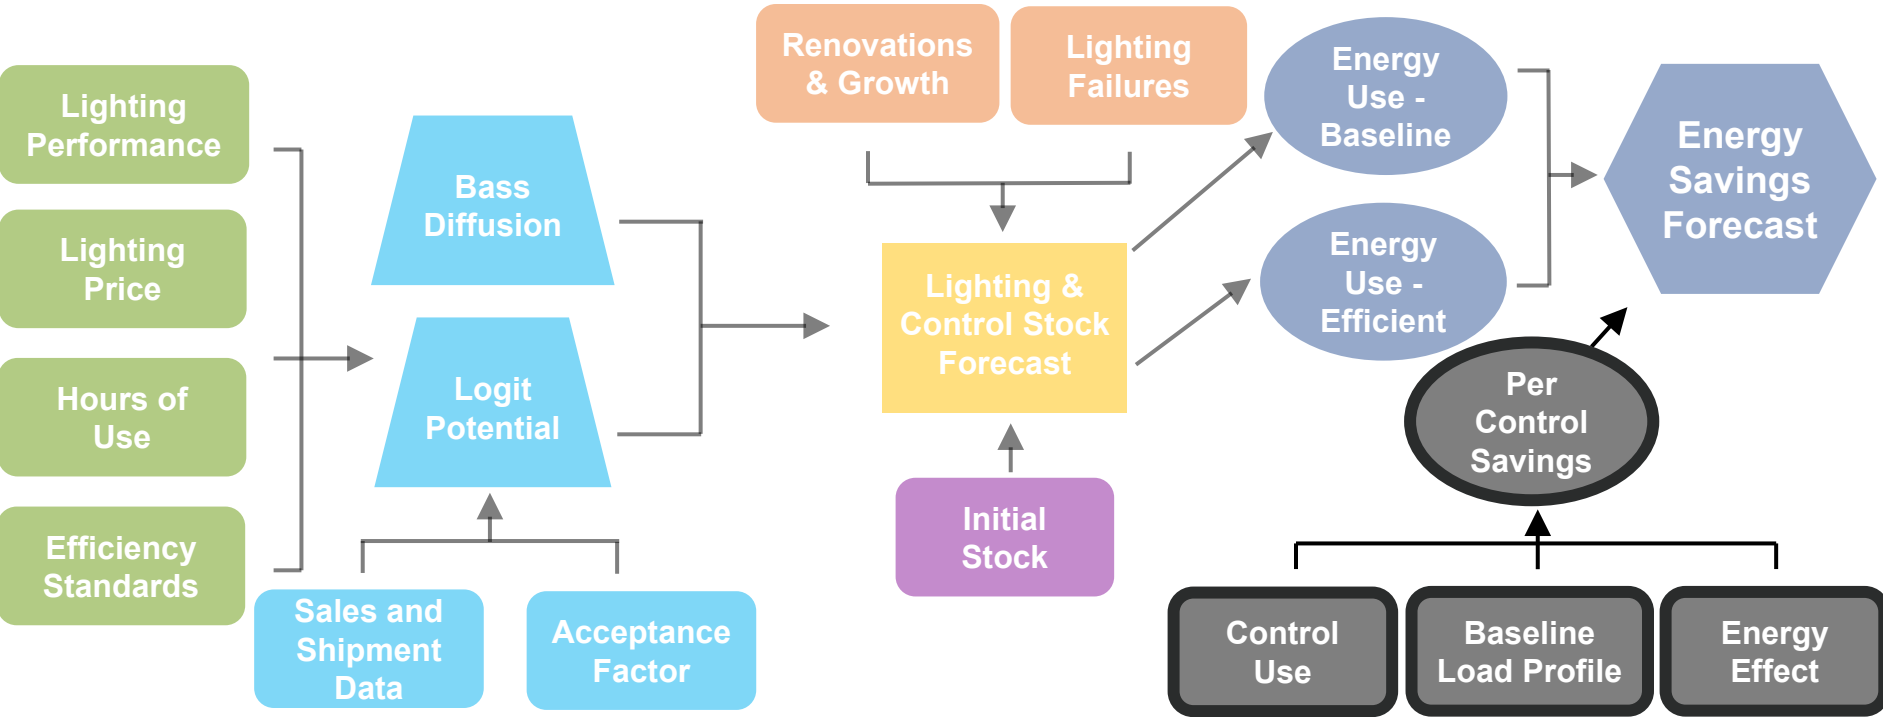 Lighting
Performance
Lighting
Price
Hours of
Use
Efficiency
Standards
Bass
Diffusion
Logit
Potential
Sales and
Shipment
Data
Acceptance
Factor
Renovations
& Growth
Lighting
Failures
Lighting &
Control Stock
Forecast
Initial
Stock
Energy
Use -
Baseline
Energy
Use -
Efficient
Energy
Savings
Forecast
Per
Control
Savings
Control
Use
Baseline
Load Profile
Energy
Effect